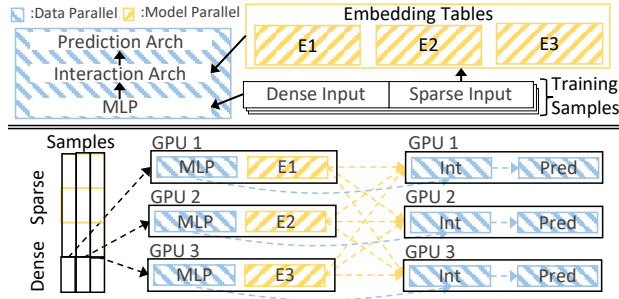 :Data Parallel :Model Parallel
Embedding Tables
Prediction Arch
E1 E2 E3
Interaction Arch
MLP
Dense Input Sparse Input
Training
Samples
Samples
Sparse
Dense
GPU 1
MLP E1
GPU 2
MLP E2
GPU 3
MLP E3
GPU 1
Int Pred
GPU 2
Int Pred
GPU 3
Int Pred